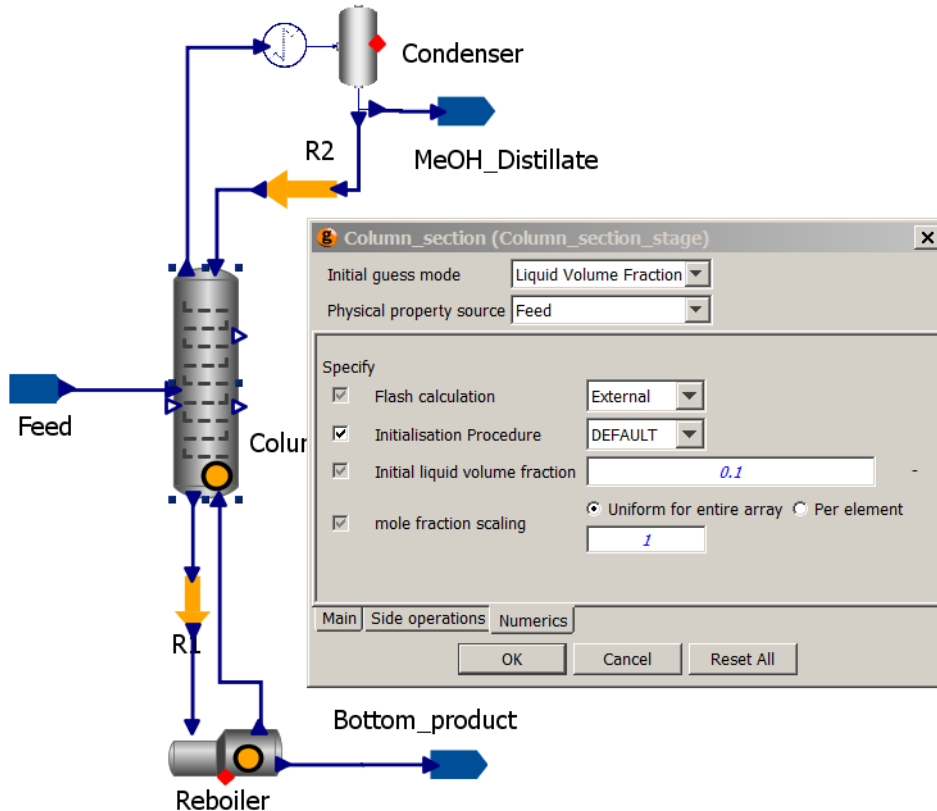 Condenser
MeOH_Distillate
R2
Column_section (Column_section_stage)
Initial guess mode Liquid Volume Fraction
Physical property source Feed
Specify
Flash calculation External
Initialisation Procedure DEFAULT
Initial liquid volume fraction 0.1 -
mole fraction scaling Uniform for entire array Per element
1
Main Side operations Numerics
OK Cancel Reset All
Feed
Colum
R1
Bottom_product
Reboiler